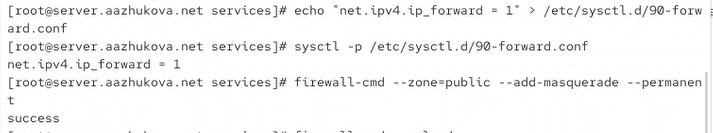 [root@server.aazhukova.net services]# echo "net.ipv4.ip_forward = 1" > /etc/sysctl.d/90-forw
ard.conf
[root@server.aazhukova.net services]# sysctl -p /etc/sysctl.d/90-forward.conf
net.ipv4.ip_forward = 1
[root@server.aazhukova.net services]# firewall-cmd --zone=public --add-masquerade --permanen
t
success